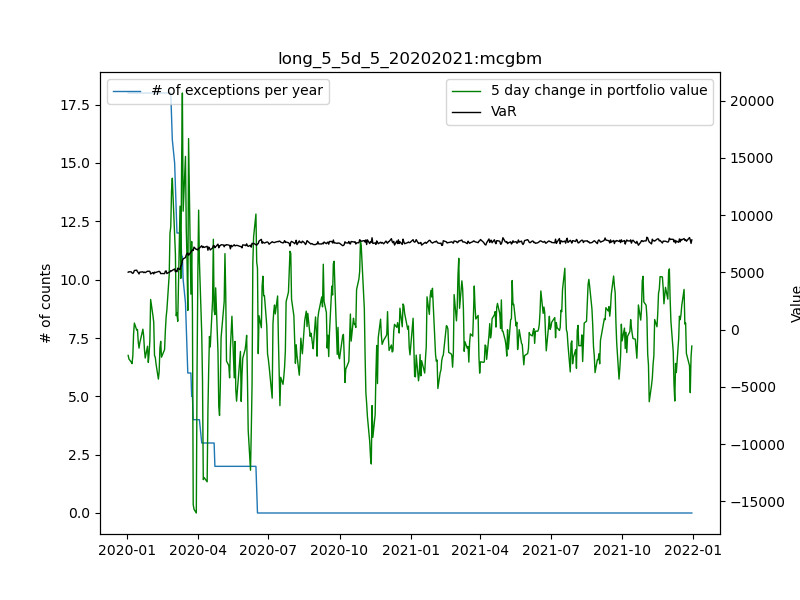 long_5_5d_5_20202021:mcgbm
# of exceptions per year
5 day change in portfolio value
VaR
17.5
15.0
12.5
10.0
7.5
5.0
2.5
0.0
# of counts
20000
15000
10000
5000
0
−5000
−10000
−15000
Value
2020-01 2020-04 2020-07 2020-10 2021-01 2021-04 2021-07 2021-10 2022-01